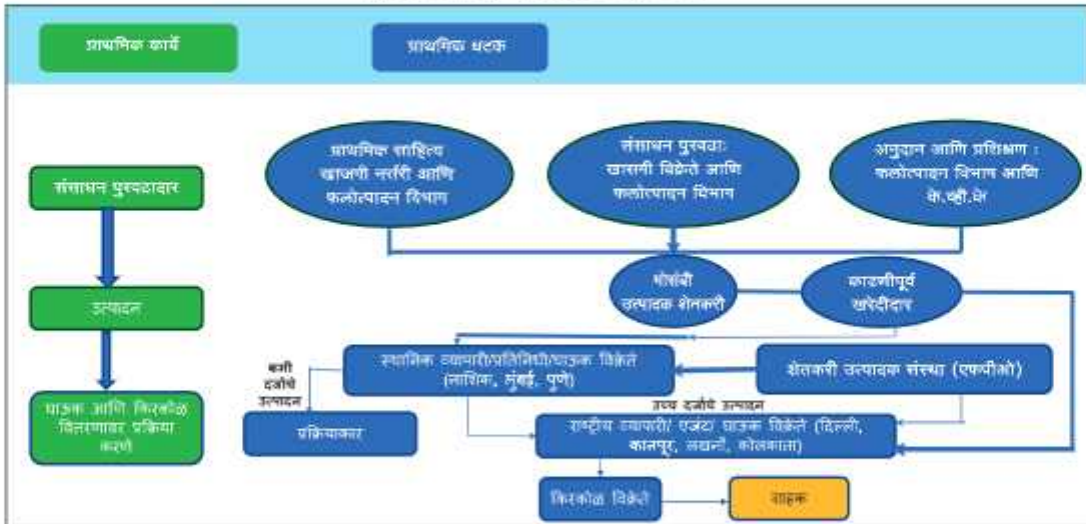 प्राथमिक कार्ये
प्राथमिक घटक
प्राथमिक साहित्य
खाजगी नर्सरी आणि
फलोत्पादन विभाग
संसाधन पुरवठा:
खासगी विक्रेते आणि
फलोत्पादन विभाग
अनुदान आणि प्रशिक्षण :
फलोत्पादन विभाग आणि
के.व्ही.के
संसाधन पुरवठादार
मोसंबी
उत्पादक शेतकरी
काढणीपूर्व
खरेदीदार
उत्पादन
स्थानिक व्यापारी/प्रतिनिधी/घाऊक विक्रेते
(नाशिक, मुंबई, पुणे)
शेतकरी उत्पादक संस्था (एफपीओ)
कमी
दर्जाचे
उत्पादन
उच्च दर्जाचे उत्पादन
घाऊक आणि किरकोळ
वितरणावर प्रक्रिया
करणे
प्रक्रियाकार
राष्ट्रीय व्यापारी/ एजंट/ घाऊक विक्रेते (दिल्ली,
कानपूर, लखनौ, कोलकाता)
किरकोळ विक्रेते
ग्राहक